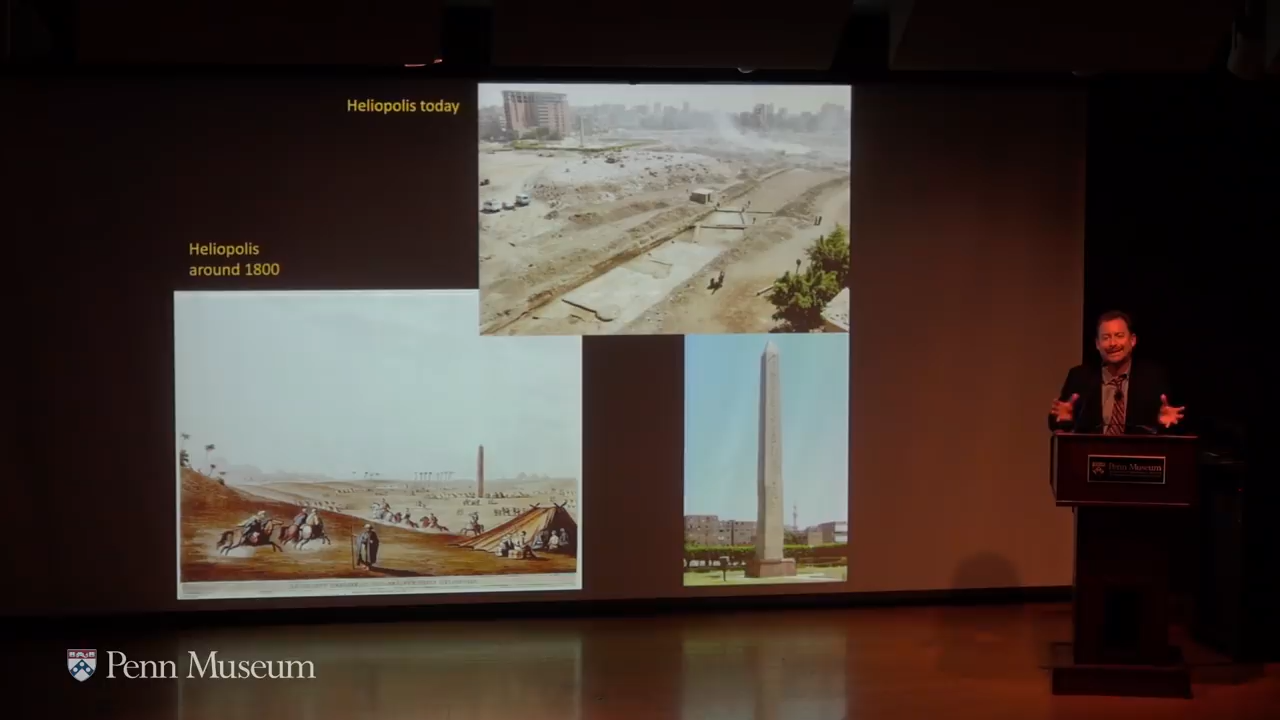 Heliopolis today
Heliopolis
around 1800
Penn Museum
Penn Museum